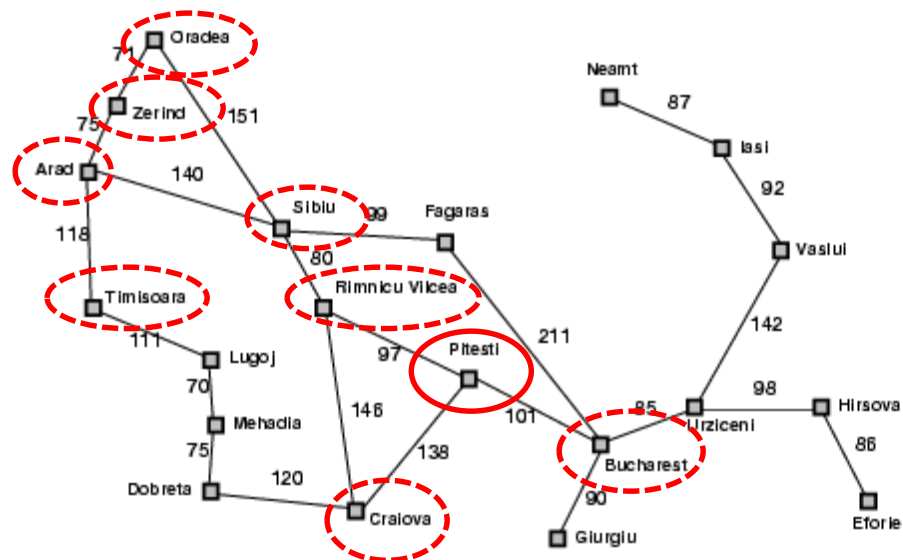 Oradea
71
Neamt
87
Zerind
151
75
Iasi
Arad
140
92
Sibiu
99
Fagaras
118
80
Vaslui
Timisoara
Rimnicu Vilcea
111
142
Lugoj
97
Pitesti
211
70
98
Hirsova
146
101
85
Urziceni
Mehadia
75
138
86
Bucharest
Dobreta
120
90
Craiova
Giurgiu
Eforie